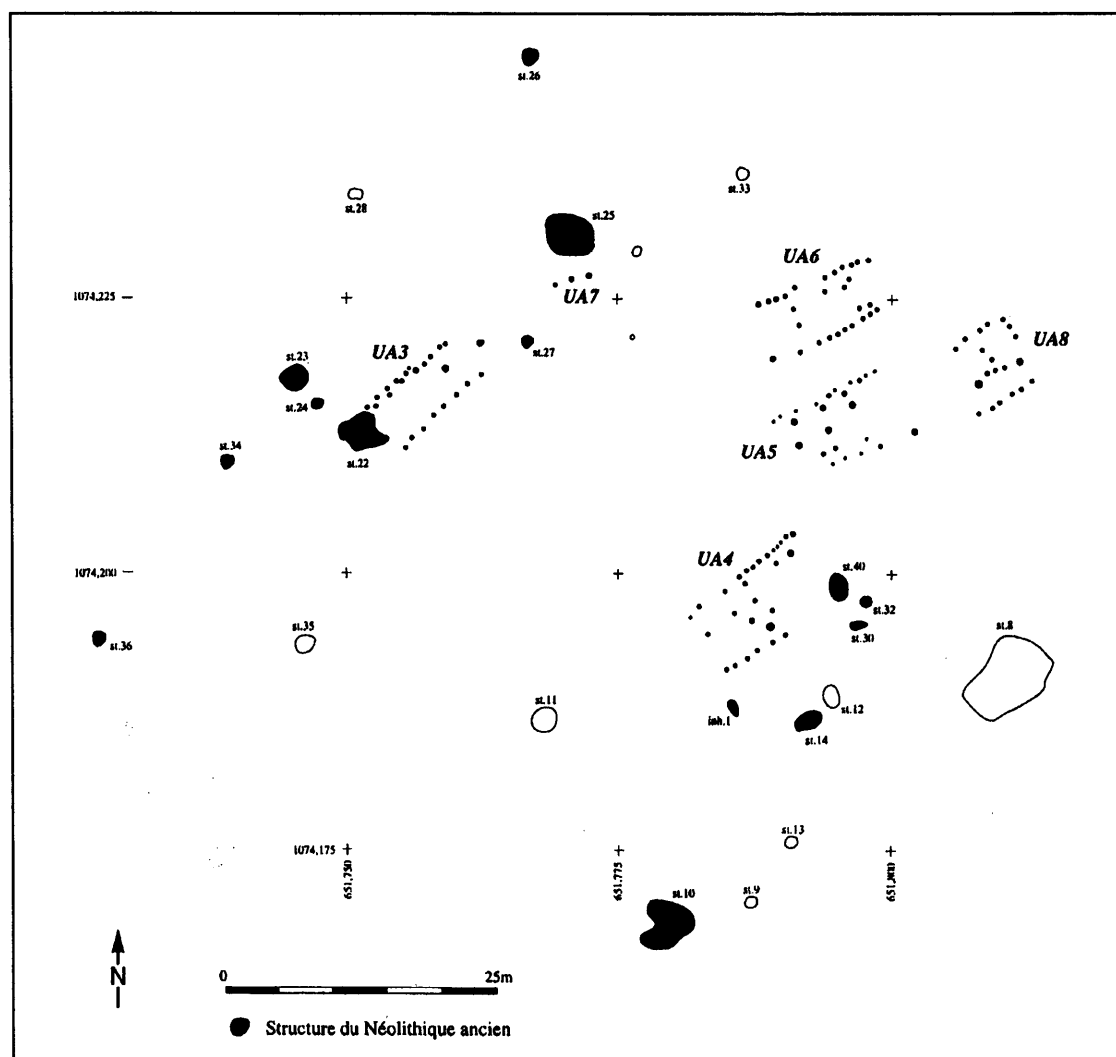 st.26
st.33
st.28
st.25
UA6
1074,225
UA7
UA8
UA3
st.23
st.27
st.24
st.34
UA5
st.22
UA4
1074,200
st.40
st.32
st.35
st.30
st.36
st.8
st.11
inh.1
st.12
st.14
st.13
1074,175
651,750
651,775
651,800
st.10
st.9
N
0 25m
Structure du Néolithique ancien